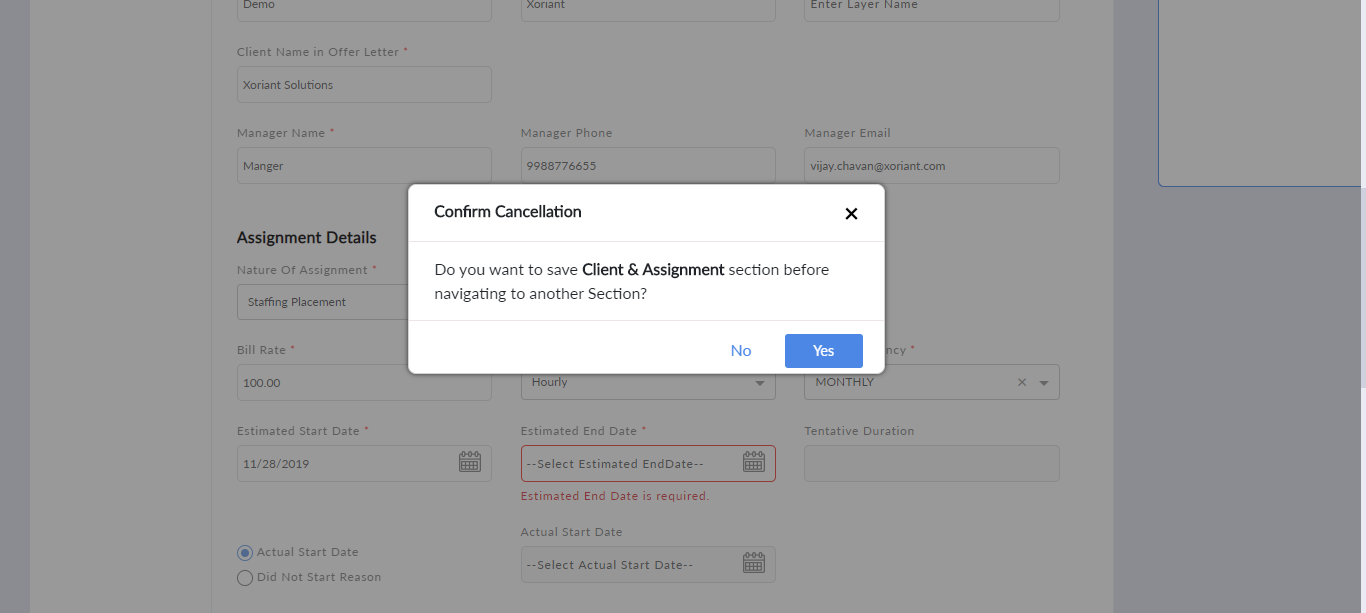 Demo
Xoriant
Enter Layer Name
Client Name in Offer Letter *
Xoriant Solutions
Manager Name *
Manager Phone
Manager Email
Manger
9988776655
vijay.chavan@xoriant.com
Confirm Cancellation
Do you want to save Client & Assignment section before
navigating to another Section?
No
Yes
Assignment Details
Nature Of Assignment *
Staffing Placement
Bill Rate *
ncy *
100.00
Hourly
MONTHLY
Estimated Start Date *
Estimated End Date *
Tentative Duration
11/28/2019
--Select Estimated EndDate--
Estimated End Date is required.
Actual Start Date
Actual Start Date
--Select Actual Start Date--
Did Not Start Reason